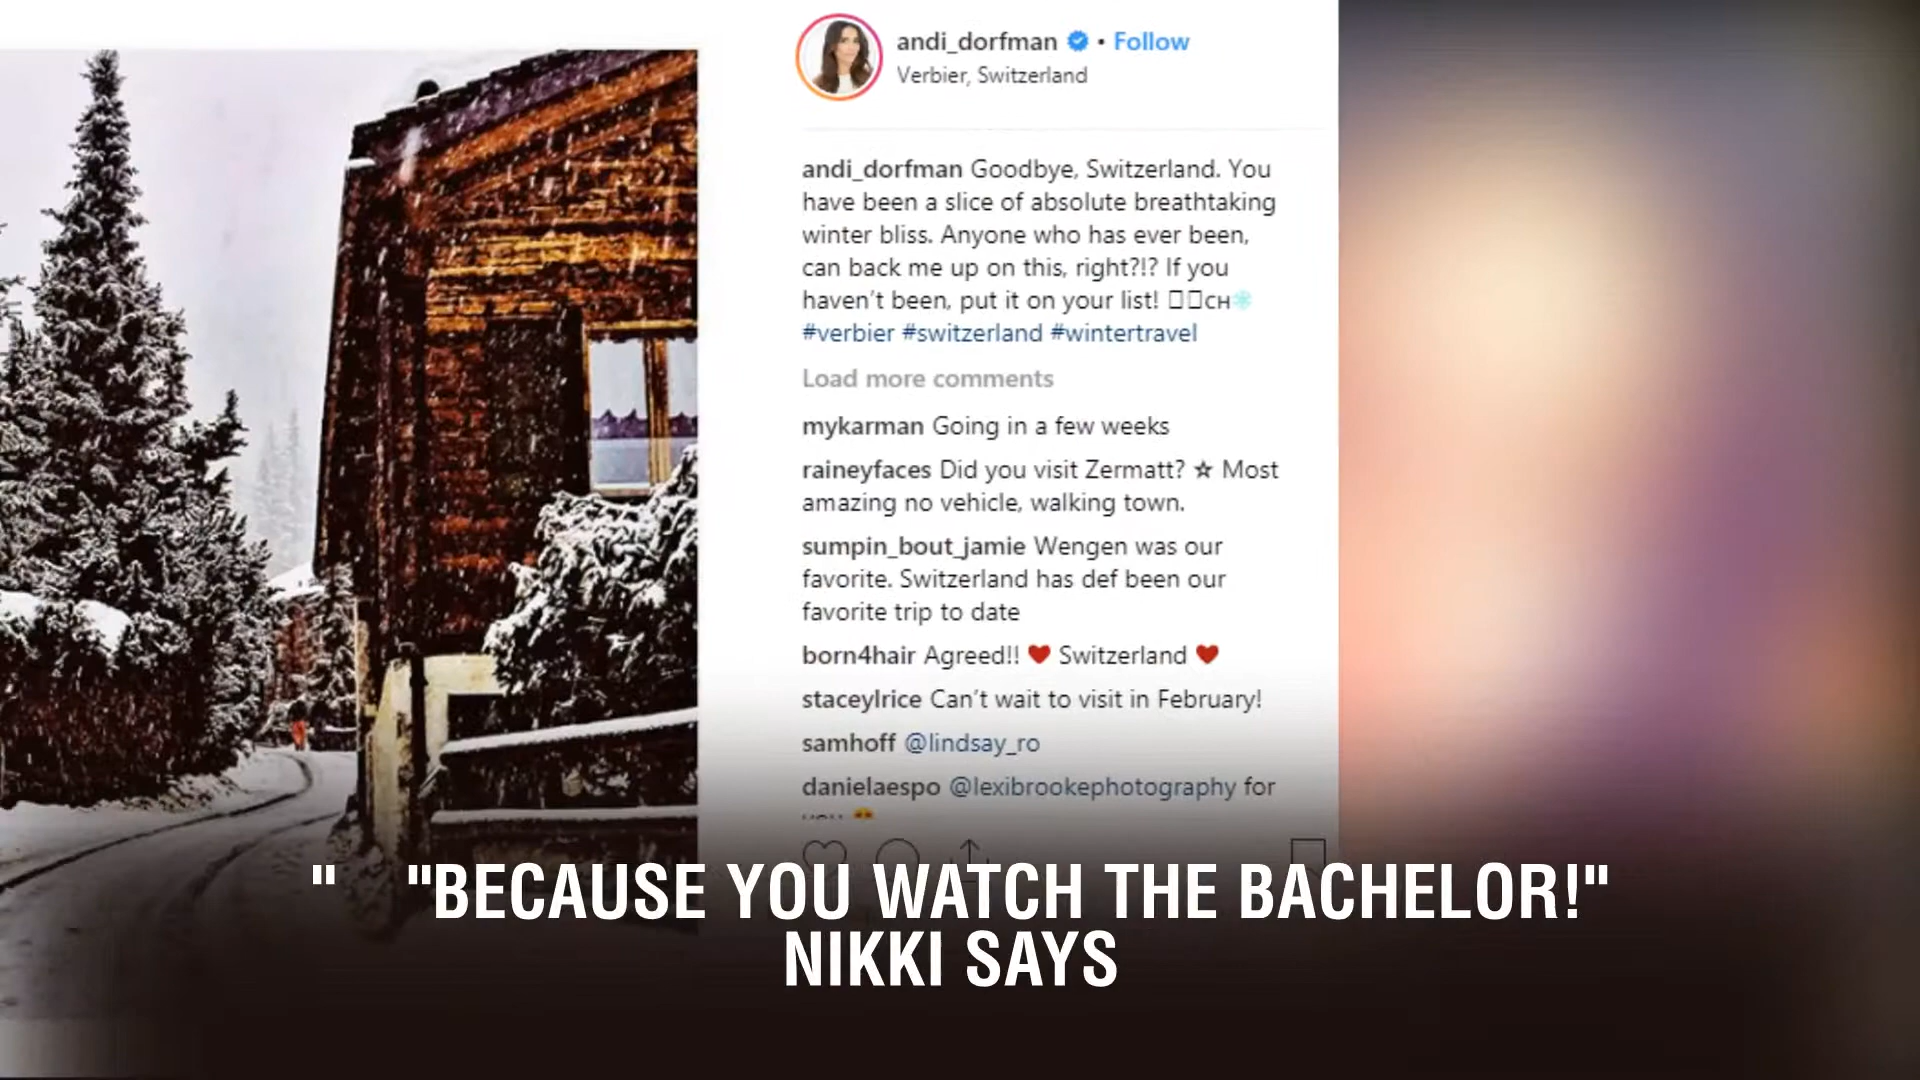 andi_dorfman • Follow
Verbier, Switzerland
andi_dorfman Goodbye, Switzerland. You
have been a slice of absolute breathtaking
winter bliss. Anyone who has ever been,
can back me up on this, right?!? If you
haven't been, put it on your list! CH
#verbier #switzerland #wintertravel
Load more comments
mykarman Going in a few weeks
raineyfaces Did you visit Zermatt? ☆ Most
amazing no vehicle, walking town.
sumpin_bout_jamie Wengen was our
favorite. Switzerland has def been our
favorite trip to date
born4hair Agreed!! ❤ Switzerland ❤
staceylrice Can't wait to visit in February!
samhoff @lindsay_ro
danielaespo @lexibrookephotography for
you
" "BECAUSE YOU WATCH THE BACHELOR!"
NIKKI SAYS